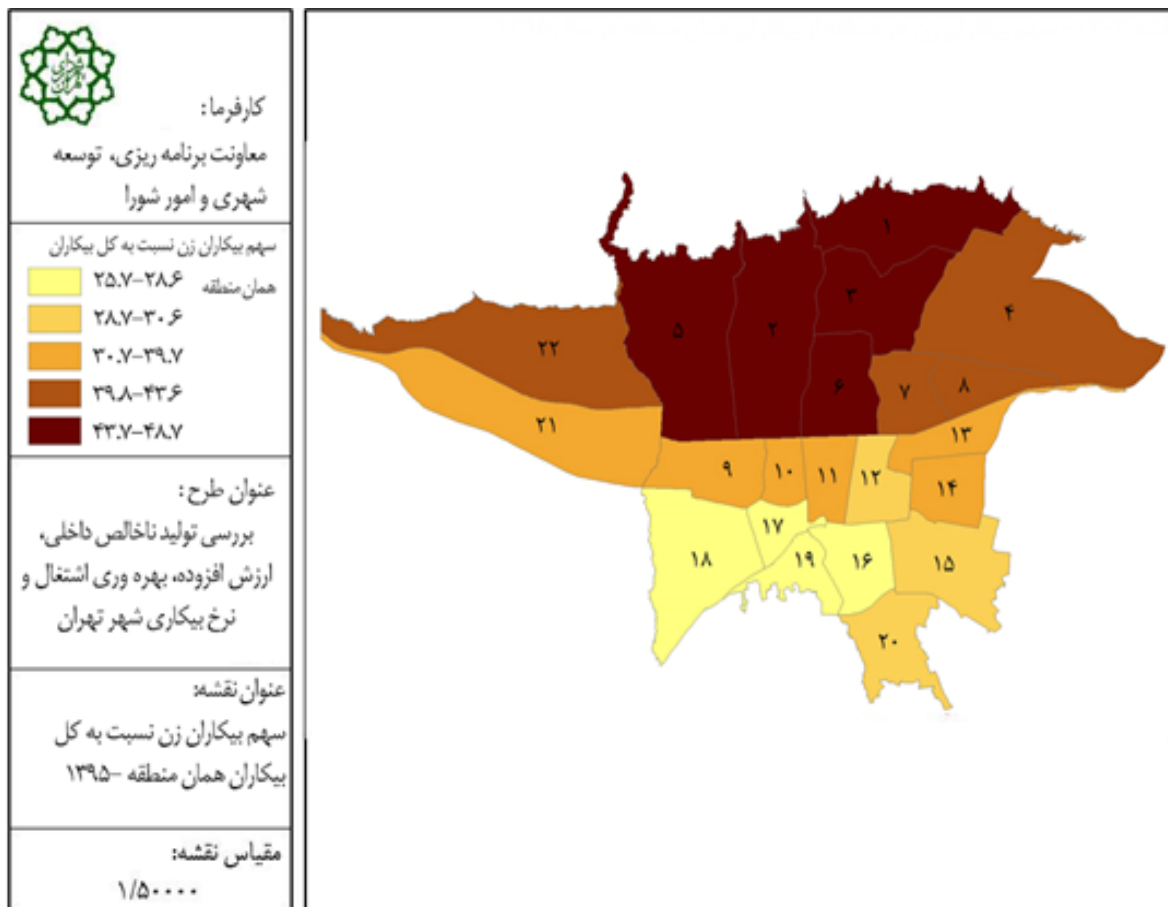 شهرداری تهران
کارفرما:
معاونت برنامه ریزی، توسعه
شهری و امور شورا
سهم بیکاران زن نسبت به کل بیکاران
همان منطقه
۲۵.۷-۲۸.۶
۲۸.۷-۳۰.۶
۳۰.۷-۳۹.۷
۳۹.۸-۴۳.۶
۴۳.۷-۴۸.۷
عنوان طرح:
بررسی تولید ناخالص داخلی،
ارزش افزوده، بهره وری اشتغال و
نرخ بیکاری شهر تهران
عنوان نقشه:
سهم بیکاران زن نسبت به کل
بیکاران همان منطقه -۱۳۹۵
مقیاس نقشه:
۱/۵۰۰۰۰
۱
۳
۴
۵
۲
۲۲
۶
۷
۸
۲۱
۱۳
۹
۱۰
۱۱
۱۲
۱۴
۱۷
۱۸
۱۹
۱۶
۱۵
۲۰